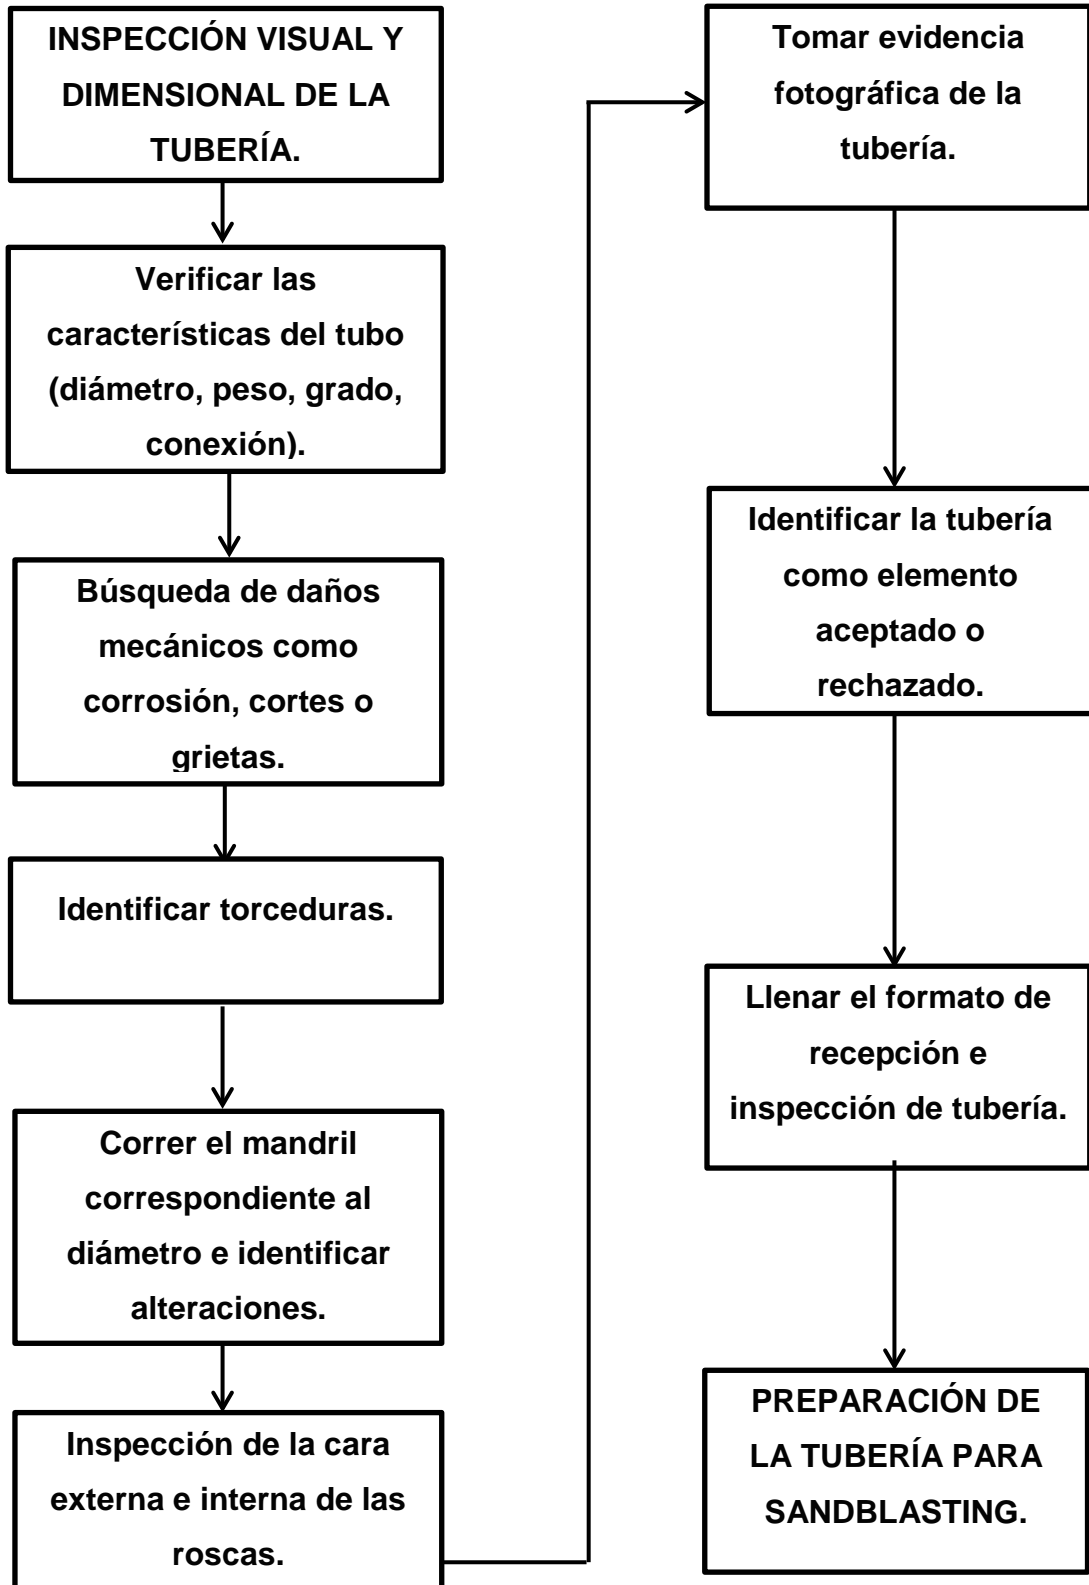 INSPECCIÓN VISUAL Y
DIMENSIONAL DE LA
TUBERÍA.
Verificar las
característícas del tubo
(diámetro, peso, grado,
conexión).
Búsqueda de daños
mecánicos como
corrosión, cortes o
grietas.
Identificar torceduras.
Correr el mandril
correspondiente al
diámetro e identificar
alteraciones.
Inspección de la cara
externa e interna de las
roscas.
Tomar evidencia
fotográfica de la
tubería.
Identificar la tubería
como elemento
aceptado o
rechazado.
Llenar el formato de
recepción e
inspección de tubería.
PREPARACIÓN DE
LA TUBERÍA PARA
SANDBLASTING.